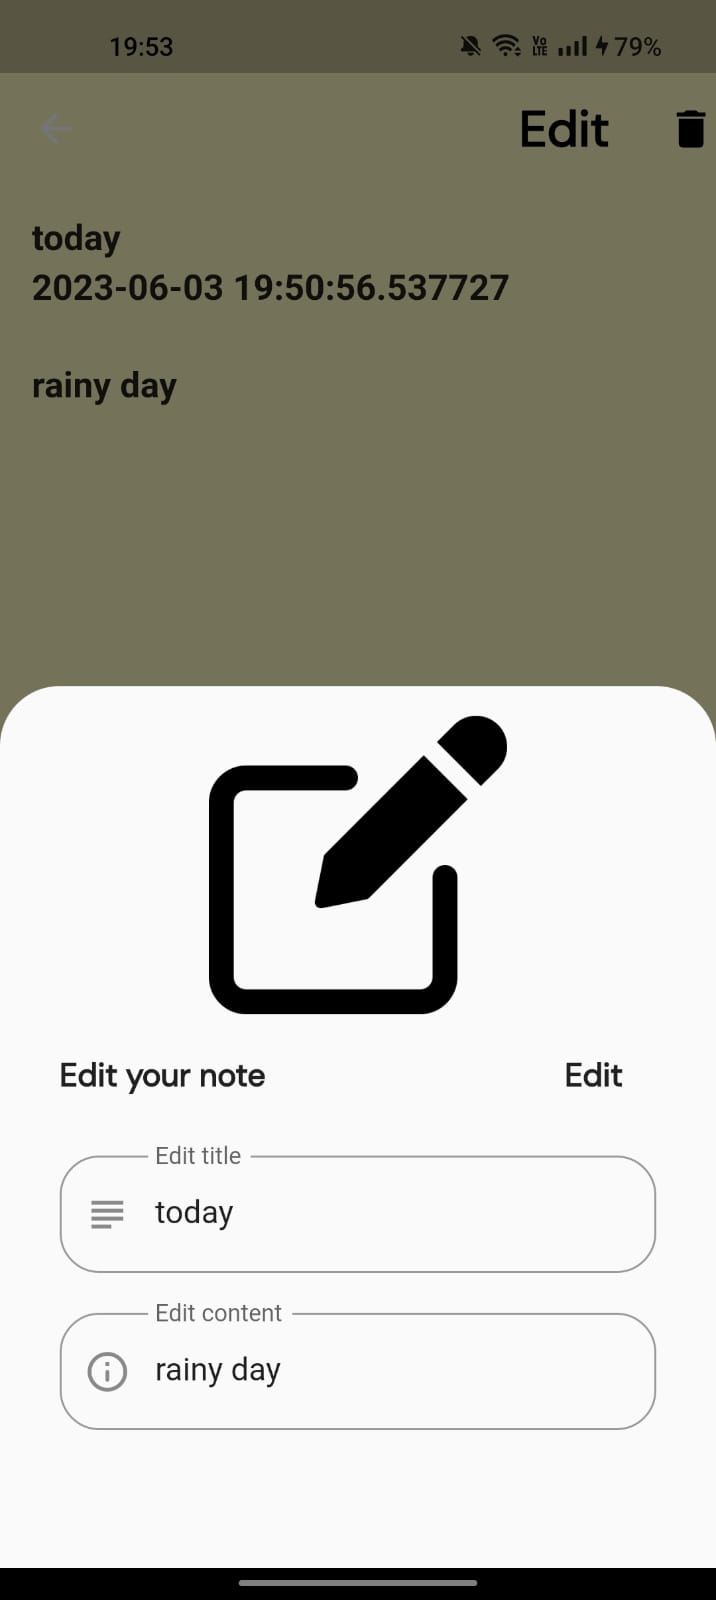 19:53 Vo LTE 79%
Edit
today
2023-06-03 19:50:56.537727
rainy day
Edit your note Edit
Edit title
today
Edit content
rainy day